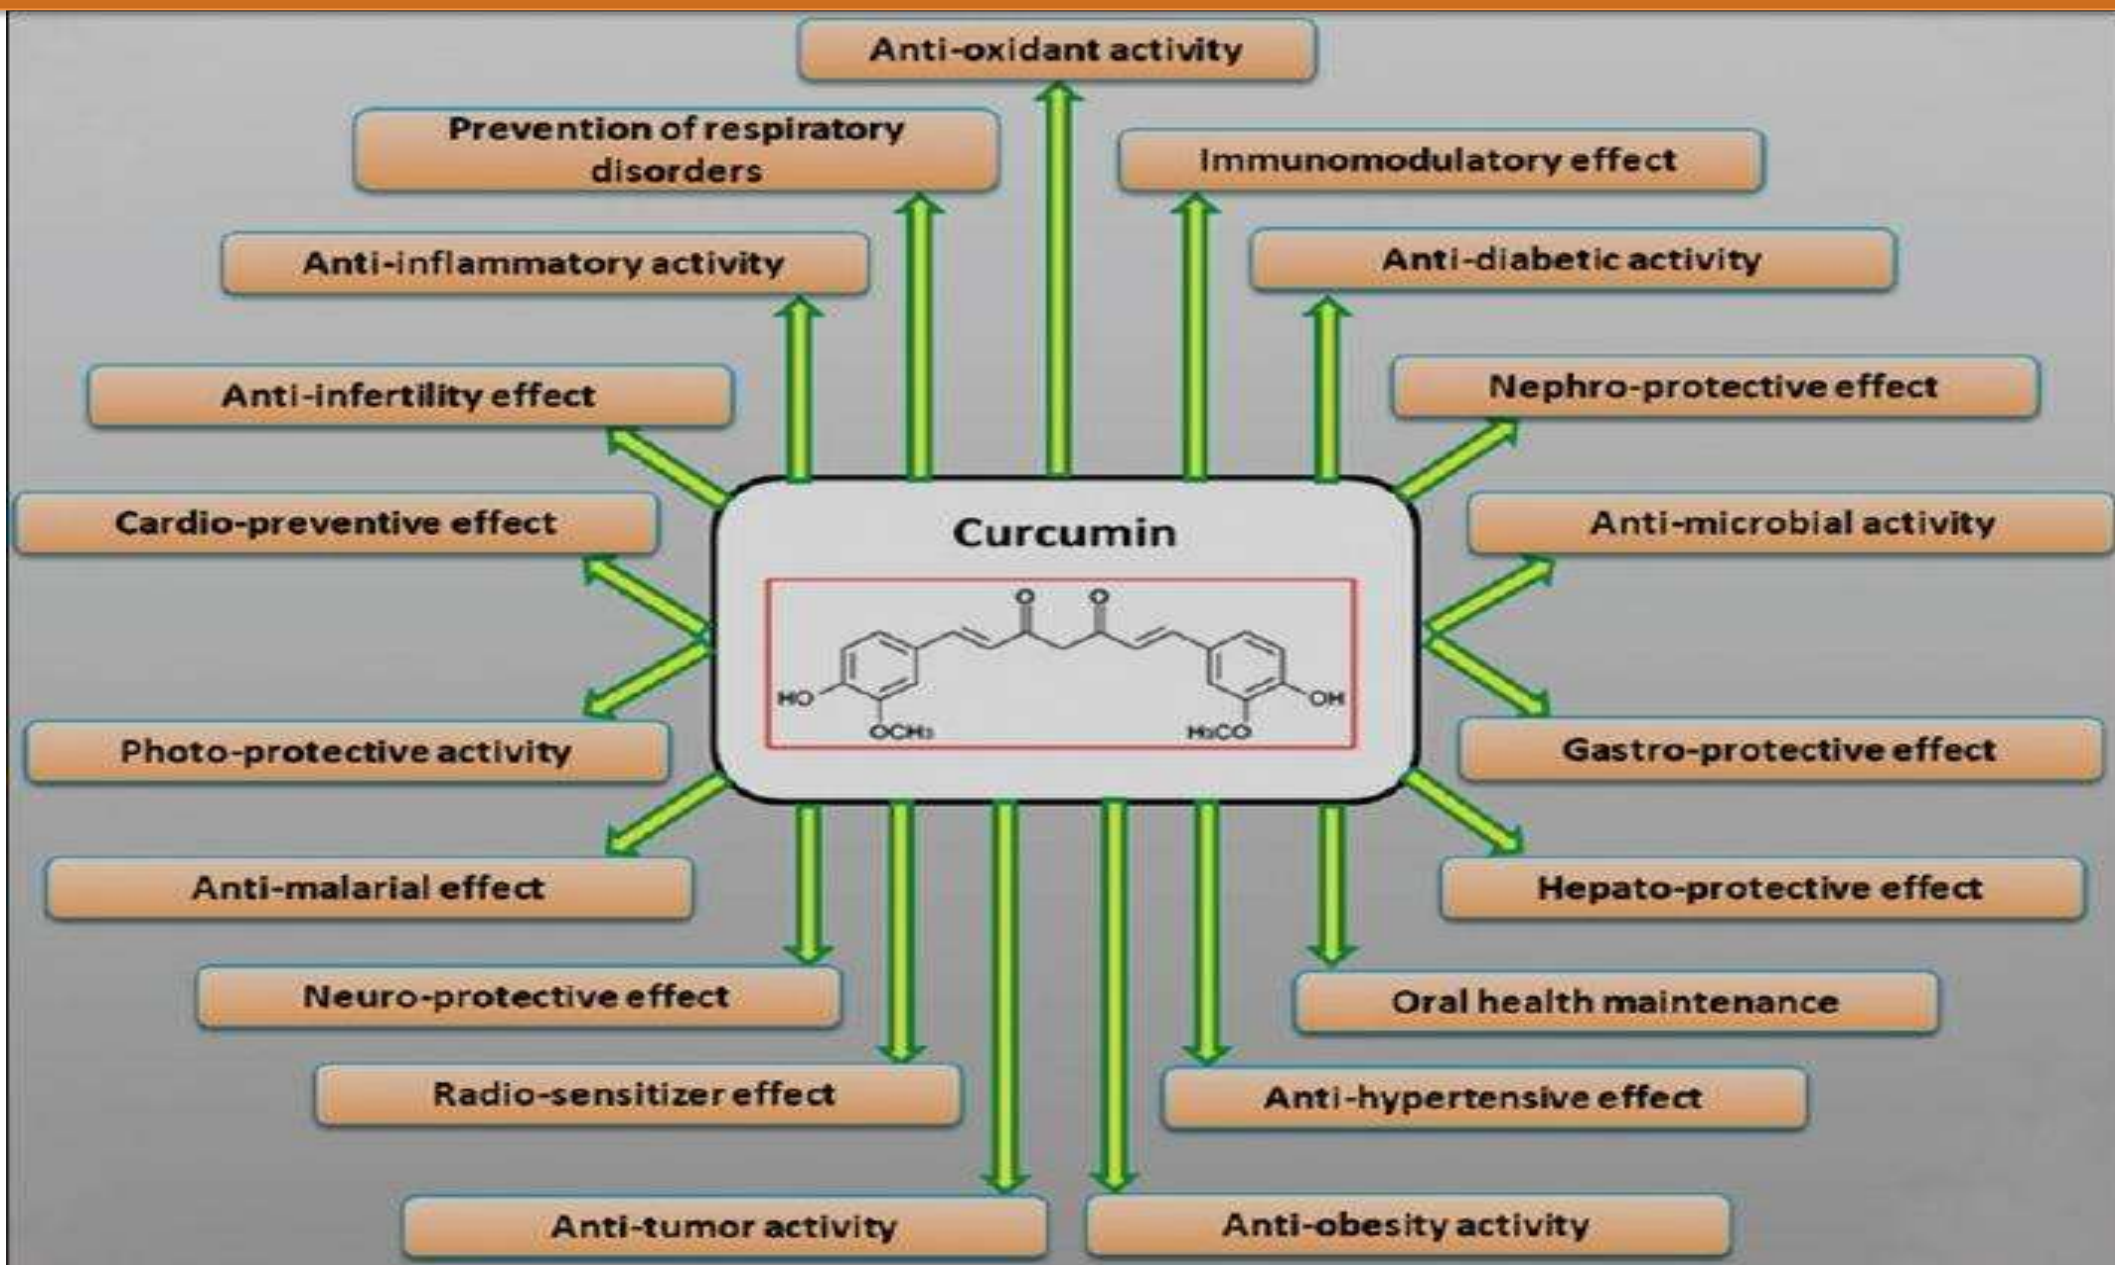 Anti-oxidant activity
Prevention of respiratory
disorders
Immunomodulatory effect
Anti-inflammatory activity
Anti-diabetic activity
Anti-infertility effect
Nephro-protective effect
Cardio-preventive effect
Anti-microbial activity
Curcumin
O O
HO
OH
OCH₃
H₃CO
Photo-protective activity
Gastro-protective effect
Anti-malarial effect
Hepato-protective effect
Neuro-protective effect
Oral health maintenance
Radio-sensitizer effect
Anti-hypertensive effect
Anti-tumor activity
Anti-obesity activity